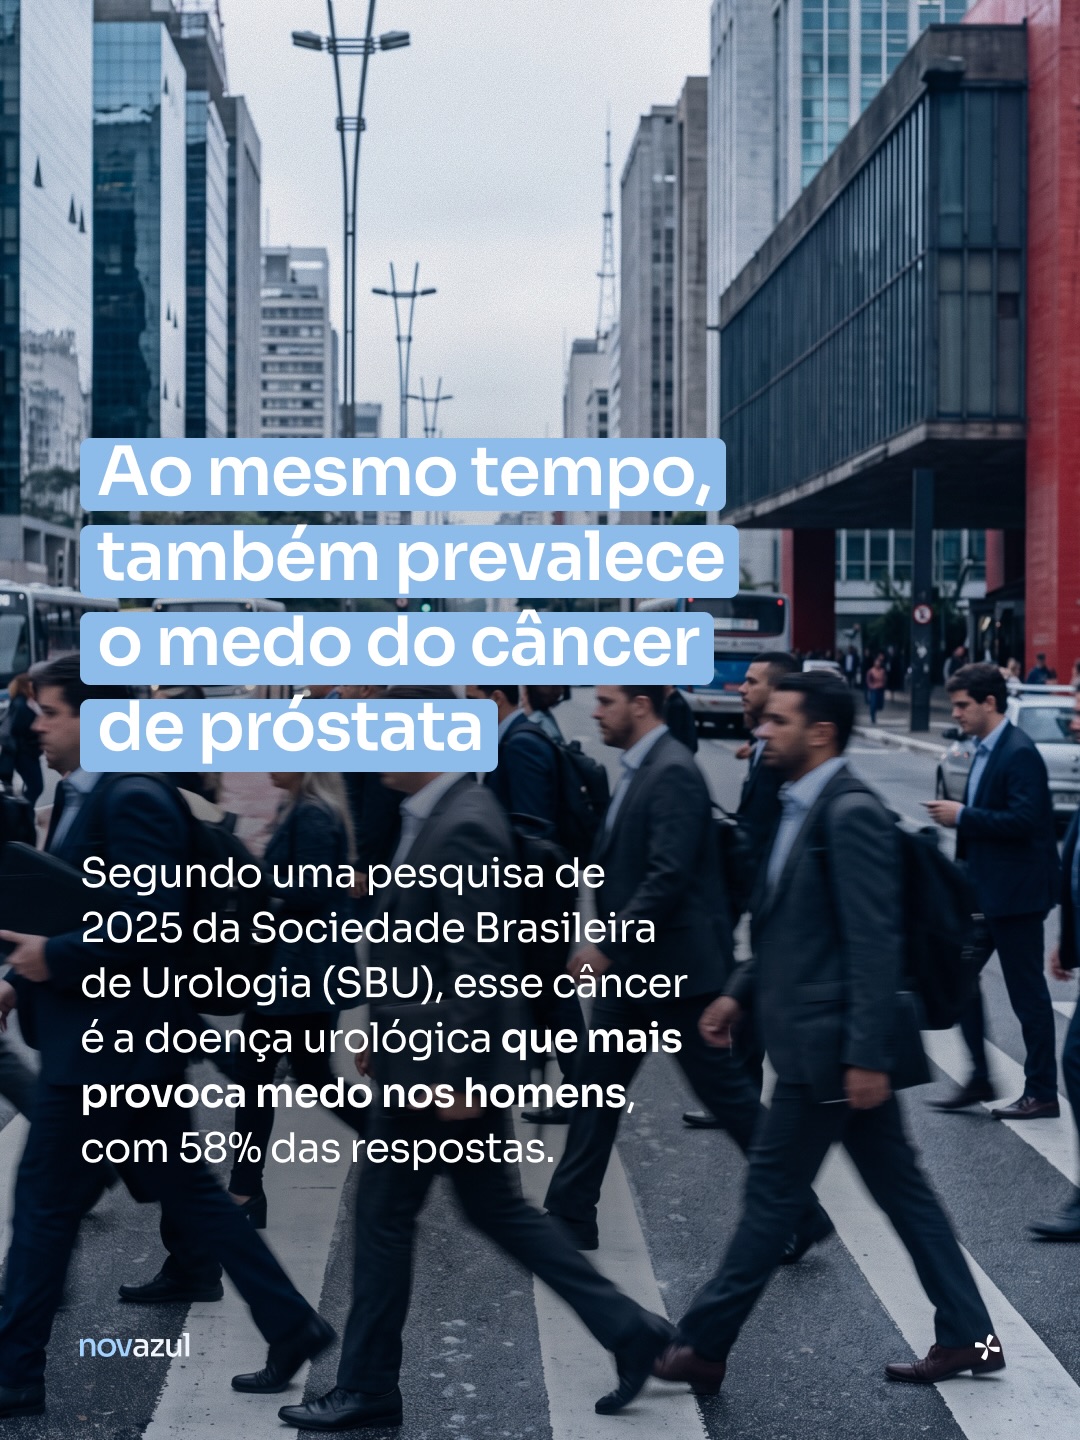 Ao mesmo tempo,
também prevalece
o medo do câncer
de próstata
Segundo uma pesquisa de
2025 da Sociedade Brasileira
de Urologia (SBU), esse câncer
é a doença urológica que mais
provoca medo nos homens,
com 58% das respostas.
novazul